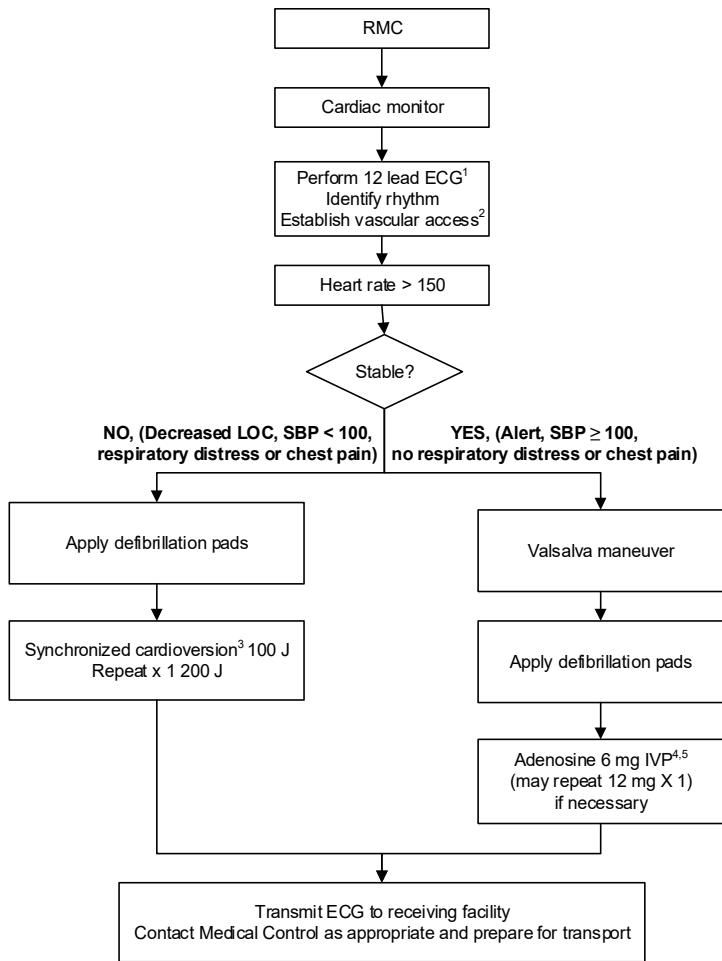 RMC
Cardiac monitor
Perform 12 lead ECG¹
Identify rhythm
Establish vascular access²
Heart rate > 150
Stable?
NO, (Decreased LOC, SBP < 100,
respiratory distress or chest pain)
YES, (Alert, SBP ≥ 100,
no respiratory distress or chest pain)
Apply defibrillation pads
Valsalva maneuver
Synchronized cardioversion³ 100 J
Repeat x 1 200 J
Apply defibrillation pads
Adenosine 6 mg IVP⁴,⁵
(may repeat 12 mg X 1)
if necessary
Transmit ECG to receiving facility
Contact Medical Control as appropriate and prepare for transport